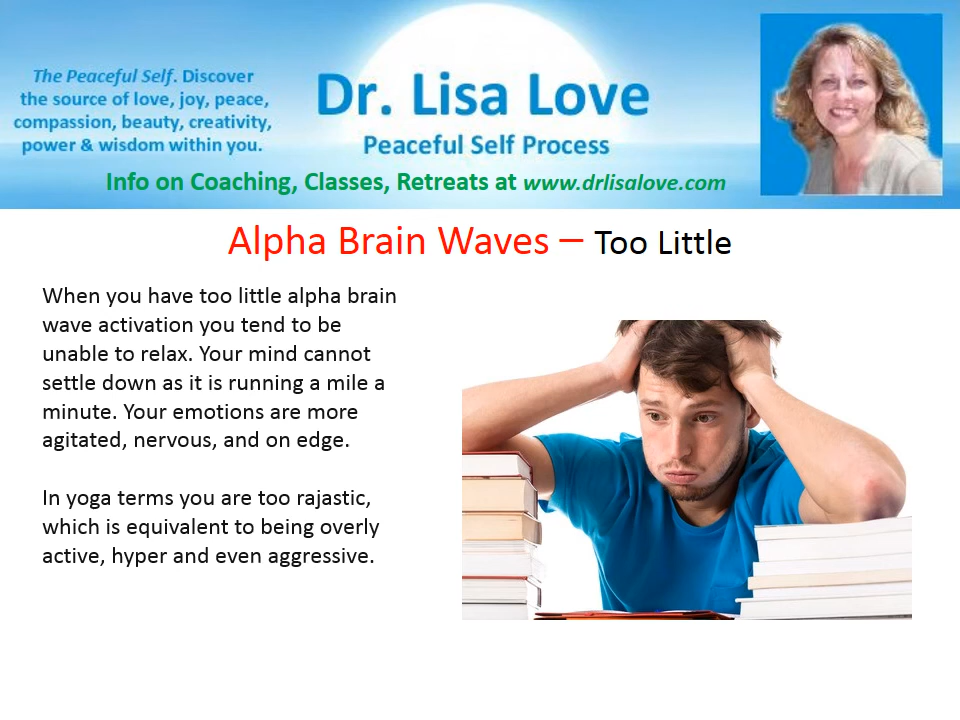 The Peaceful Self. Discover
the source of love, joy, peace,
compassion, beauty, creativity,
power & wisdom within you.
Dr. Lisa Love
Peaceful Self Process
Info on Coaching, Classes, Retreats at www.drlisalove.com
Alpha Brain Waves – Too Little
When you have too little alpha brain
wave activation you tend to be
unable to relax. Your mind cannot
settle down as it is running a mile a
minute. Your emotions are more
agitated, nervous, and on edge.
In yoga terms you are too rajastic,
which is equivalent to being overly
active, hyper and even aggressive.